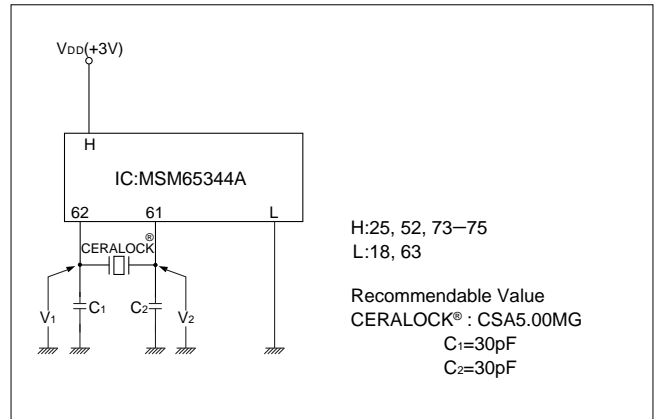 VDD(+3V)
H
IC:MSM65344A
62 61 L
CERALOCK®
V1 C1 C2 V2
H:25, 52, 73–75
L:18, 63
Recommendable Value
CERALOCK® : CSA5.00MG
C1=30pF
C2=30pF